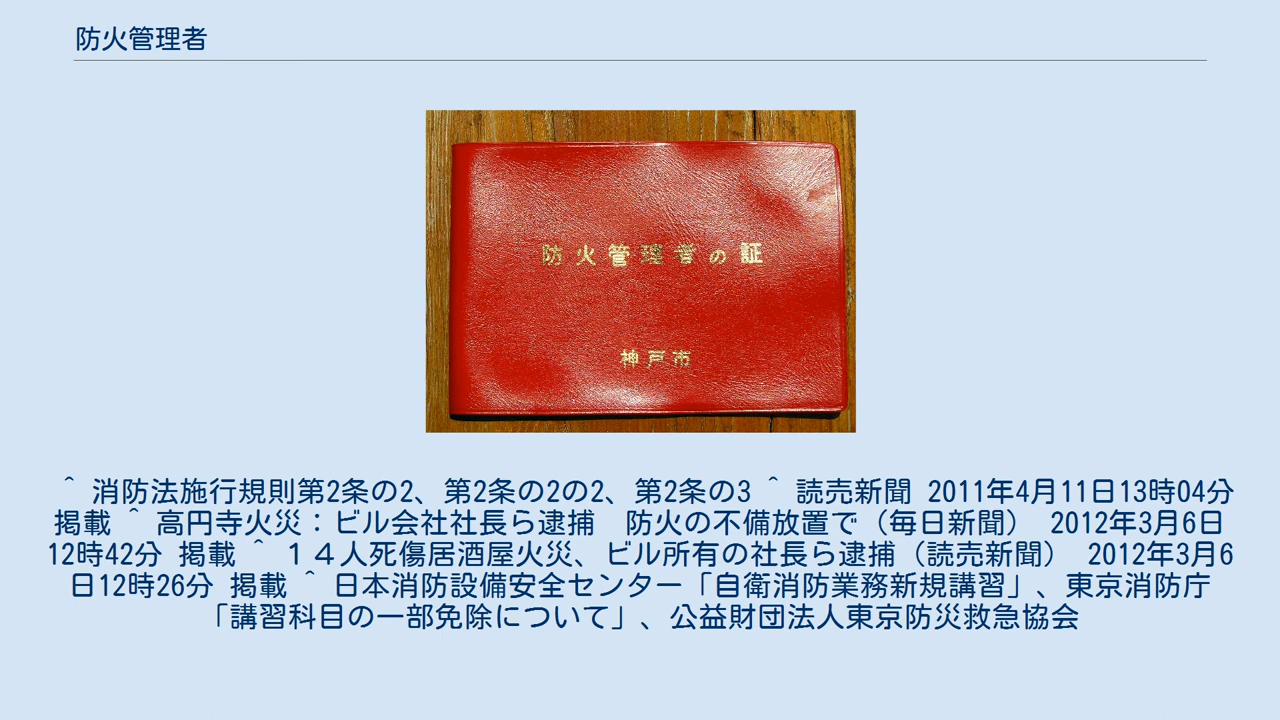 防火管理者
防火管理者の証
神戸市
^ 消防法施行規則第2条の2、第2条の2の2、第2条の3 ^ 読売新聞 2011年4月11日13時04分
掲載 ^ 高円寺火災：ビル会社社長ら逮捕　防火の不備放置で（毎日新聞） 2012年3月6日
12時42分 掲載 ^ １４人死傷居酒屋火災、ビル所有の社長ら逮捕（読売新聞） 2012年3月6
日12時26分 掲載 ^ 日本消防設備安全センター「自衛消防業務新規講習」、東京消防庁
「講習科目の一部免除について」、公益財団法人東京防災救急協会